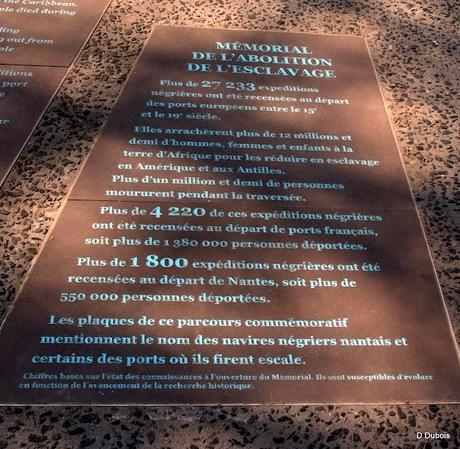 the Caribbean.
ple died during
ding
ng out from
ple
ditions
port
e
MÉMORIAL
DE L'ABOLITION
DE L'ESCLAVAGE
Plus de 27 233 expéditions
négrières ont été recensées au départ
des ports européens entre le 15e
et le 19e siècle.
Elles arrachèrent plus de 12 millions et
demi d'hommes, femmes et enfants à la
terre d'Afrique pour les réduire en esclavage
en Amérique et aux Antilles.
Plus d'un million et demi de personnes
moururent pendant la traversée.
Plus de 4 220 de ces expéditions négrières
ont été recensées au départ de ports français,
soit plus de 1 380 000 personnes déportées.
Plus de 1 800 expéditions négrières ont été
recensées au départ de Nantes, soit plus de
550 000 personnes déportées.
Les plaques de ce parcours commémoratif
mentionnent le nom des navires négriers nantais et
certains des ports où ils firent escale.
Chiffres basés sur l'état des connaissances à l'ouverture du Mémorial. Ils sont susceptibles d'évoluer
en fonction de l'avancement de la recherche historique.
D Dubois